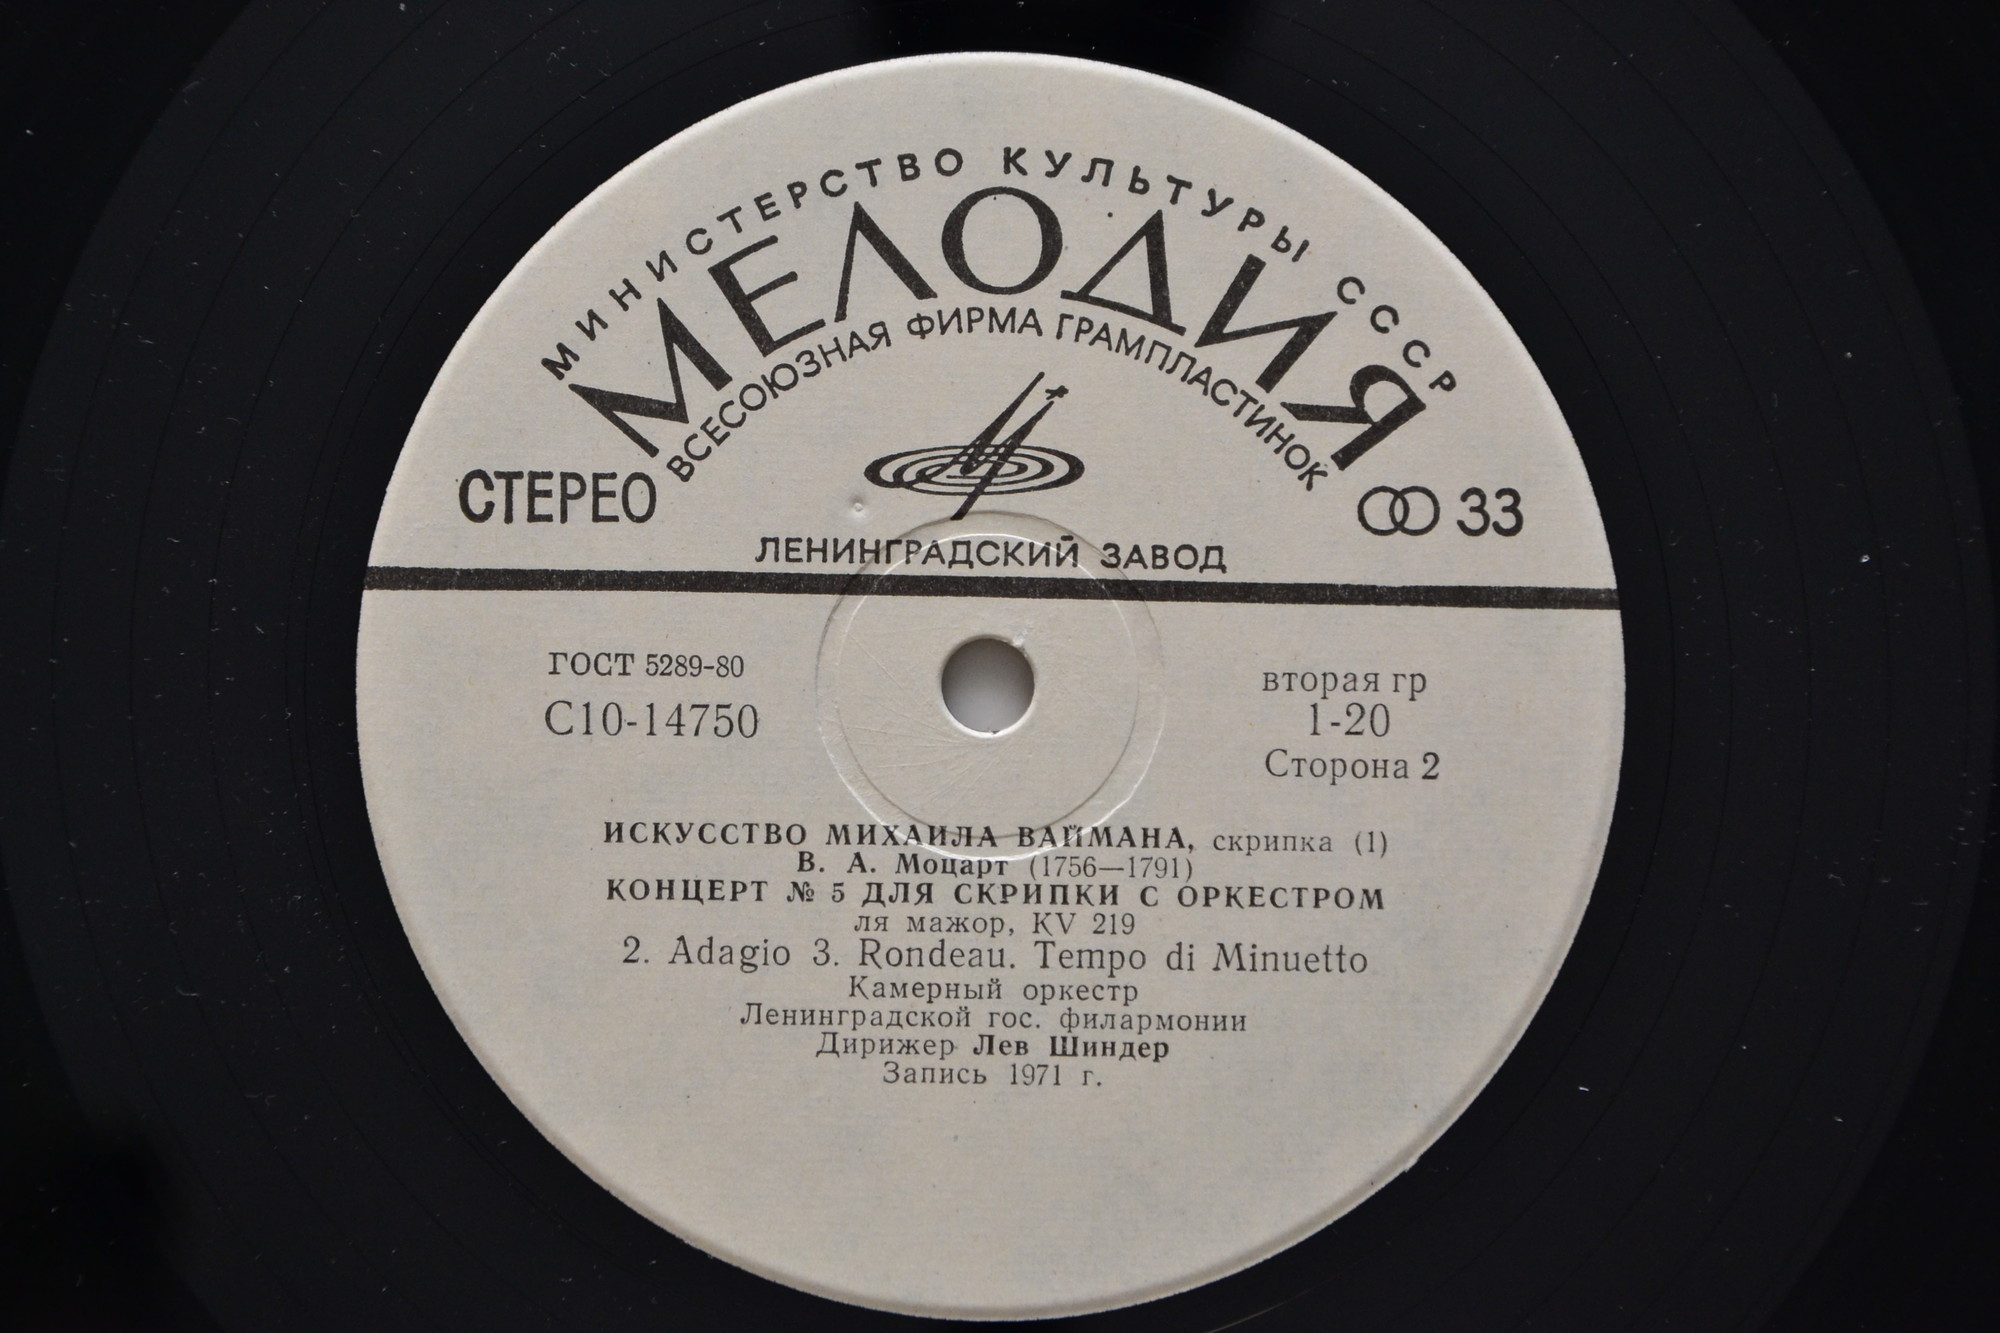 МИНИСТЕРСТВО КУЛЬТУРЫ СССР
МЕЛОДИЯ
ВСЕСОЮЗНАЯ ФИРМА ГРАМПЛАСТИНОК
СТЕРЕО
33
ЛЕНИНГРАДСКИЙ ЗАВОД
ГОСТ 5289-80
С10-14750
вторая гр
1-20
Сторона 2
ИСКУССТВО МИХАИЛА ВАЙМАНА, скрипка (1)
В. А. Моцарт (1756—1791)
КОНЦЕРТ № 5 ДЛЯ СКРИПКИ С ОРКЕСТРОМ
ля мажор, KV 219
2. Adagio 3. Rondeau. Tempo di Minuetto
Камерный оркестр
Ленинградской гос. филармонии
Дирижер Лев Шиндер
Запись 1971 г.